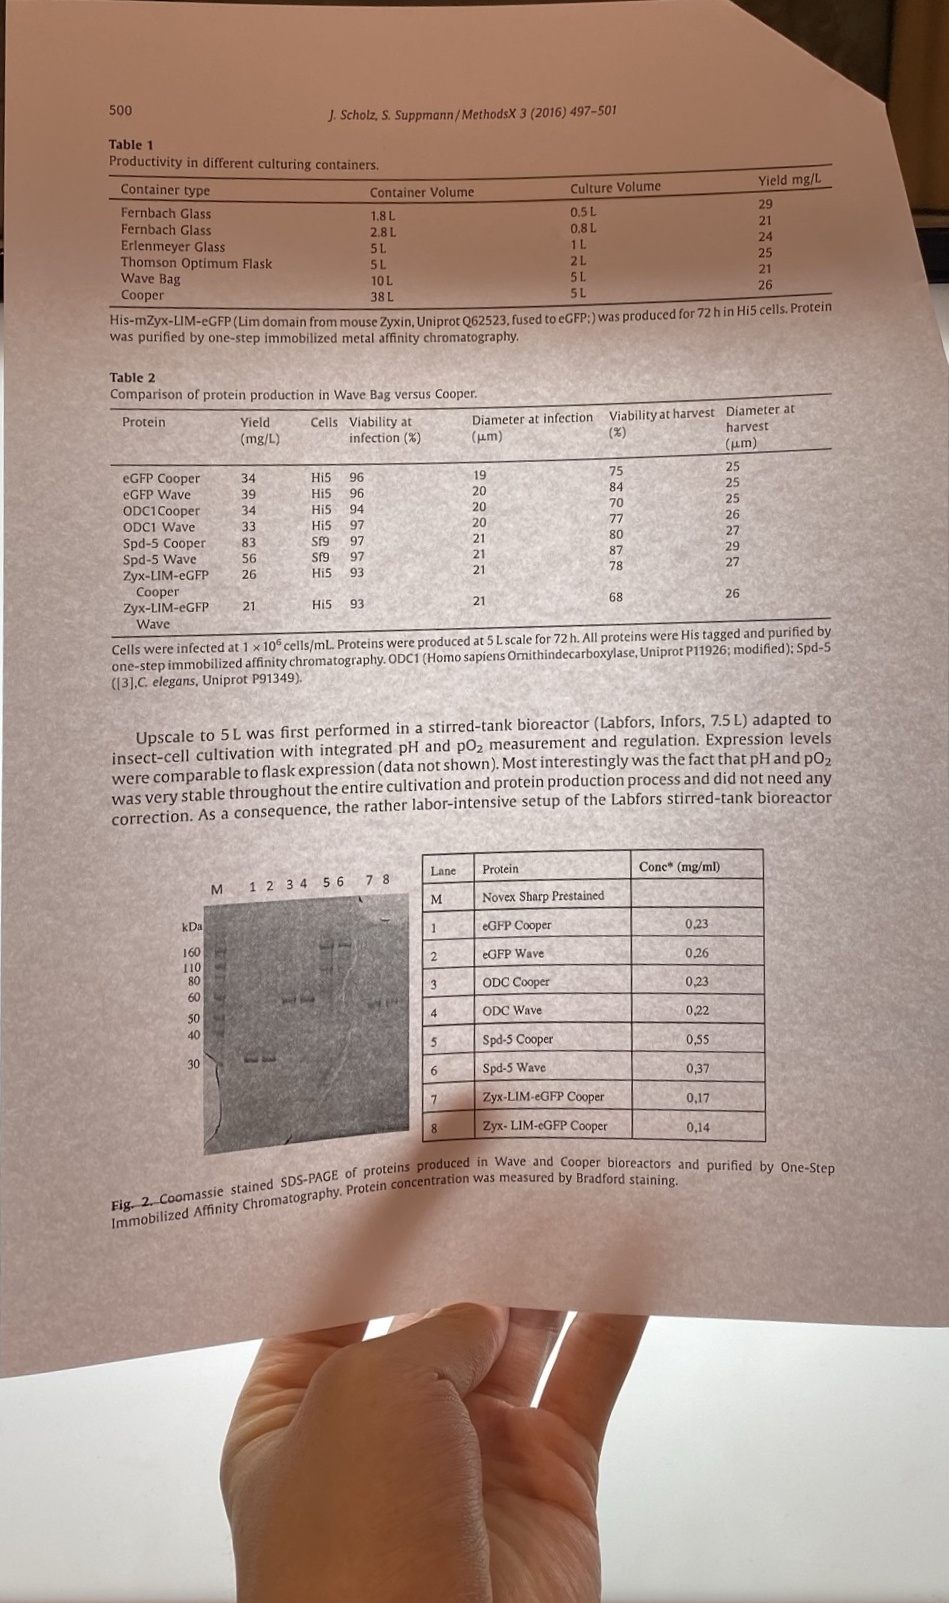 500
J. Scholz, S. Suppmann / MethodsX 3 (2016) 497–501
Table 1
Productivity in different culturing containers.
Container type Container Volume Culture Volume Yield mg/L
Fernbach Glass 1.8 L 0.5 L 29
Fernbach Glass 2.8 L 0.8 L 21
Erlenmeyer Glass 5 L 1 L 24
Thomson Optimum Flask 5 L 2 L 25
Wave Bag 10 L 5 L 21
Cooper 38 L 5 L 26
His-mZyx-LIM-eGFP (Lim domain from mouse Zyxin, Uniprot Q62523, fused to eGFP;) was produced for 72 h in Hi5 cells. Protein
was purified by one-step immobilized metal affinity chromatography.
Table 2
Comparison of protein production in Wave Bag versus Cooper.
Protein Yield Cells Viability at Diameter at infection Viability at harvest Diameter at
(mg/L) infection (%) (μm) (%) harvest
(μm)
eGFP Cooper 34 Hi5 96 19 75 25
eGFP Wave 39 Hi5 96 20 84 25
ODC1 Cooper 34 Hi5 94 20 70 25
ODC1 Wave 33 Hi5 97 20 77 26
Spd-5 Cooper 83 Sf9 97 21 80 27
Spd-5 Wave 56 Sf9 97 21 87 29
Zyx-LIM-eGFP 26 Hi5 93 21 78 27
Cooper
Zyx-LIM-eGFP 21 Hi5 93 21 68 26
Wave
Cells were infected at 1 × 10⁶ cells/mL. Proteins were produced at 5 L scale for 72 h. All proteins were His tagged and purified by
one-step immobilized affinity chromatography. ODC1 (Homo sapiens Ornithindecarboxylase, Uniprot P11926; modified); Spd-5
([3],C. elegans, Uniprot P91349).
Upscale to 5 L was first performed in a stirred-tank bioreactor (Labfors, Infors, 7.5 L) adapted to
insect-cell cultivation with integrated pH and pO₂ measurement and regulation. Expression levels
were comparable to flask expression (data not shown). Most interestingly was the fact that pH and pO₂
was very stable throughout the entire cultivation and protein production process and did not need any
correction. As a consequence, the rather labor-intensive setup of the Labfors stirred-tank bioreactor
M 1 2 3 4 5 6 7 8
kDa
160
110
80
60
50
40
30
Lane Protein Conc* (mg/ml)
M Novex Sharp Prestained
1 eGFP Cooper 0,23
2 eGFP Wave 0,26
3 ODC Cooper 0,23
4 ODC Wave 0,22
5 Spd-5 Cooper 0,55
6 Spd-5 Wave 0,37
7 Zyx-LIM-eGFP Cooper 0,17
8 Zyx- LIM-eGFP Cooper 0,14
Fig. 2. Coomassie stained SDS-PAGE of proteins produced in Wave and Cooper bioreactors and purified by One-Step
Immobilized Affinity Chromatography. Protein concentration was measured by Bradford staining.